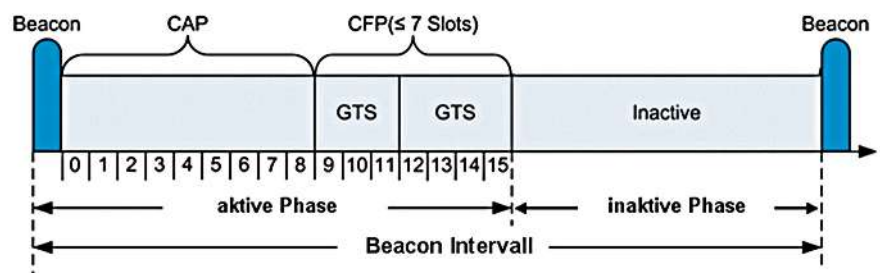 Beacon CAP CFP(≤ 7 Slots) Beacon
GTS GTS Inactive
0 1 2 3 4 5 6 7 8 9 10 11 12 13 14 15
aktive Phase inaktive Phase
Beacon Intervall